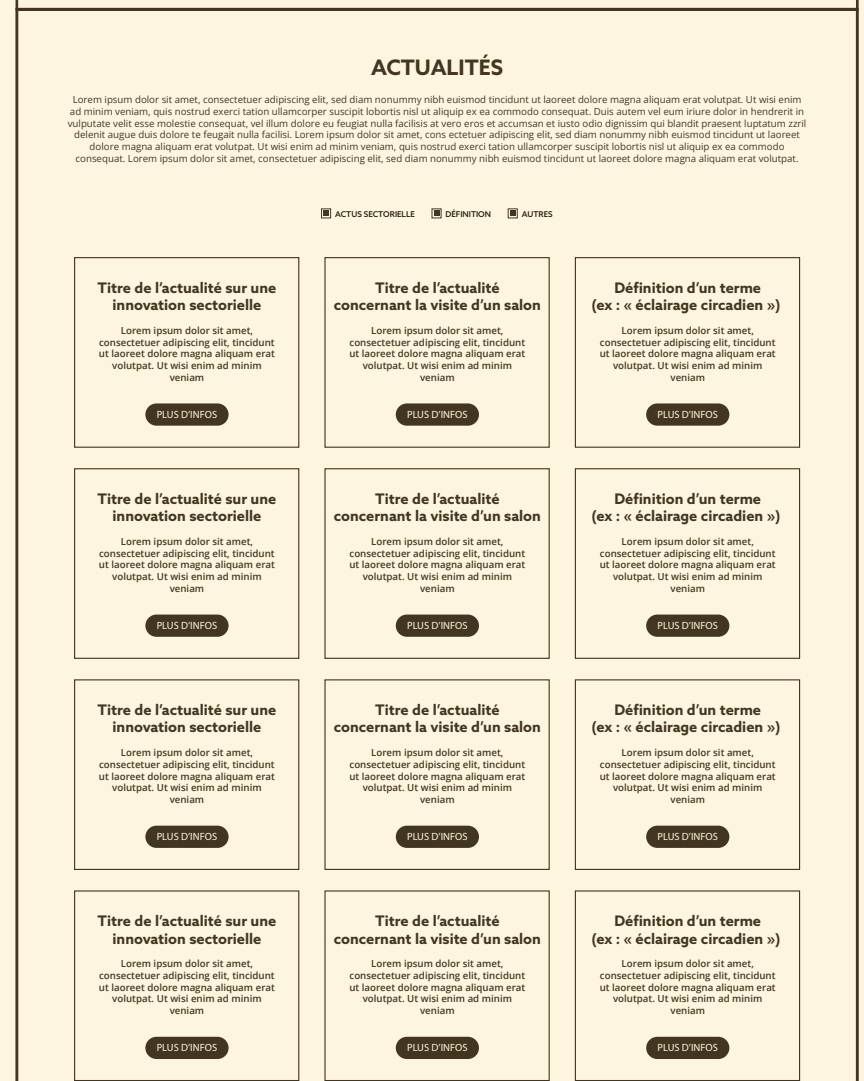 ACTUALITÉS
Lorem ipsum dolor sit amet, consectetuer adipiscing elit, sed diam nonummy nibh euismod tincidunt ut laoreet dolore magna aliquam erat volutpat. Ut wisi enim
ad minim veniam, quis nostrud exerci tation ullamcorper suscipit lobortis nisl ut aliquip ex ea commodo consequat. Duis autem vel eum iriure dolor in hendrerit in
vulputate velit esse molestie consequat, vel illum dolore eu feugiat nulla facilisis at vero eros et accumsan et iusto odio dignissim qui blandit praesent luptatum zzril
delenit augue duis dolore te feugait nulla facilisi. Lorem ipsum dolor sit amet, cons ectetuer adipiscing elit, sed diam nonummy nibh euismod tincidunt ut laoreet
dolore magna aliquam erat volutpat. Ut wisi enim ad minim veniam, quis nostrud exerci tation ullamcorper suscipit lobortis nisl ut aliquip ex ea commodo
consequat. Lorem ipsum dolor sit amet, consectetuer adipiscing elit, sed diam nonummy nibh euismod tincidunt ut laoreet dolore magna aliquam erat volutpat.
ACTUS SECTORIELLE DÉFINITION AUTRES
Titre de l'actualité sur une
innovation sectorielle
Lorem ipsum dolor sit amet,
consectetuer adipiscing elit, tincidunt
ut laoreet dolore magna aliquam erat
volutpat. Ut wisi enim ad minim
veniam
PLUS D'INFOS
Titre de l'actualité
concernant la visite d'un salon
Lorem ipsum dolor sit amet,
consectetuer adipiscing elit, tincidunt
ut laoreet dolore magna aliquam erat
volutpat. Ut wisi enim ad minim
veniam
PLUS D'INFOS
Définition d'un terme
(ex : « éclairage circadien »)
Lorem ipsum dolor sit amet,
consectetuer adipiscing elit, tincidunt
ut laoreet dolore magna aliquam erat
volutpat. Ut wisi enim ad minim
veniam
PLUS D'INFOS
Titre de l'actualité sur une
innovation sectorielle
Lorem ipsum dolor sit amet,
consectetuer adipiscing elit, tincidunt
ut laoreet dolore magna aliquam erat
volutpat. Ut wisi enim ad minim
veniam
PLUS D'INFOS
Titre de l'actualité
concernant la visite d'un salon
Lorem ipsum dolor sit amet,
consectetuer adipiscing elit, tincidunt
ut laoreet dolore magna aliquam erat
volutpat. Ut wisi enim ad minim
veniam
PLUS D'INFOS
Définition d'un terme
(ex : « éclairage circadien »)
Lorem ipsum dolor sit amet,
consectetuer adipiscing elit, tincidunt
ut laoreet dolore magna aliquam erat
volutpat. Ut wisi enim ad minim
veniam
PLUS D'INFOS
Titre de l'actualité sur une
innovation sectorielle
Lorem ipsum dolor sit amet,
consectetuer adipiscing elit, tincidunt
ut laoreet dolore magna aliquam erat
volutpat. Ut wisi enim ad minim
veniam
PLUS D'INFOS
Titre de l'actualité
concernant la visite d'un salon
Lorem ipsum dolor sit amet,
consectetuer adipiscing elit, tincidunt
ut laoreet dolore magna aliquam erat
volutpat. Ut wisi enim ad minim
veniam
PLUS D'INFOS
Définition d'un terme
(ex : « éclairage circadien »)
Lorem ipsum dolor sit amet,
consectetuer adipiscing elit, tincidunt
ut laoreet dolore magna aliquam erat
volutpat. Ut wisi enim ad minim
veniam
PLUS D'INFOS
Titre de l'actualité sur une
innovation sectorielle
Lorem ipsum dolor sit amet,
consectetuer adipiscing elit, tincidunt
ut laoreet dolore magna aliquam erat
volutpat. Ut wisi enim ad minim
veniam
PLUS D'INFOS
Titre de l'actualité
concernant la visite d'un salon
Lorem ipsum dolor sit amet,
consectetuer adipiscing elit, tincidunt
ut laoreet dolore magna aliquam erat
volutpat. Ut wisi enim ad minim
veniam
PLUS D'INFOS
Définition d'un terme
(ex : « éclairage circadien »)
Lorem ipsum dolor sit amet,
consectetuer adipiscing elit, tincidunt
ut laoreet dolore magna aliquam erat
volutpat. Ut wisi enim ad minim
veniam
PLUS D'INFOS